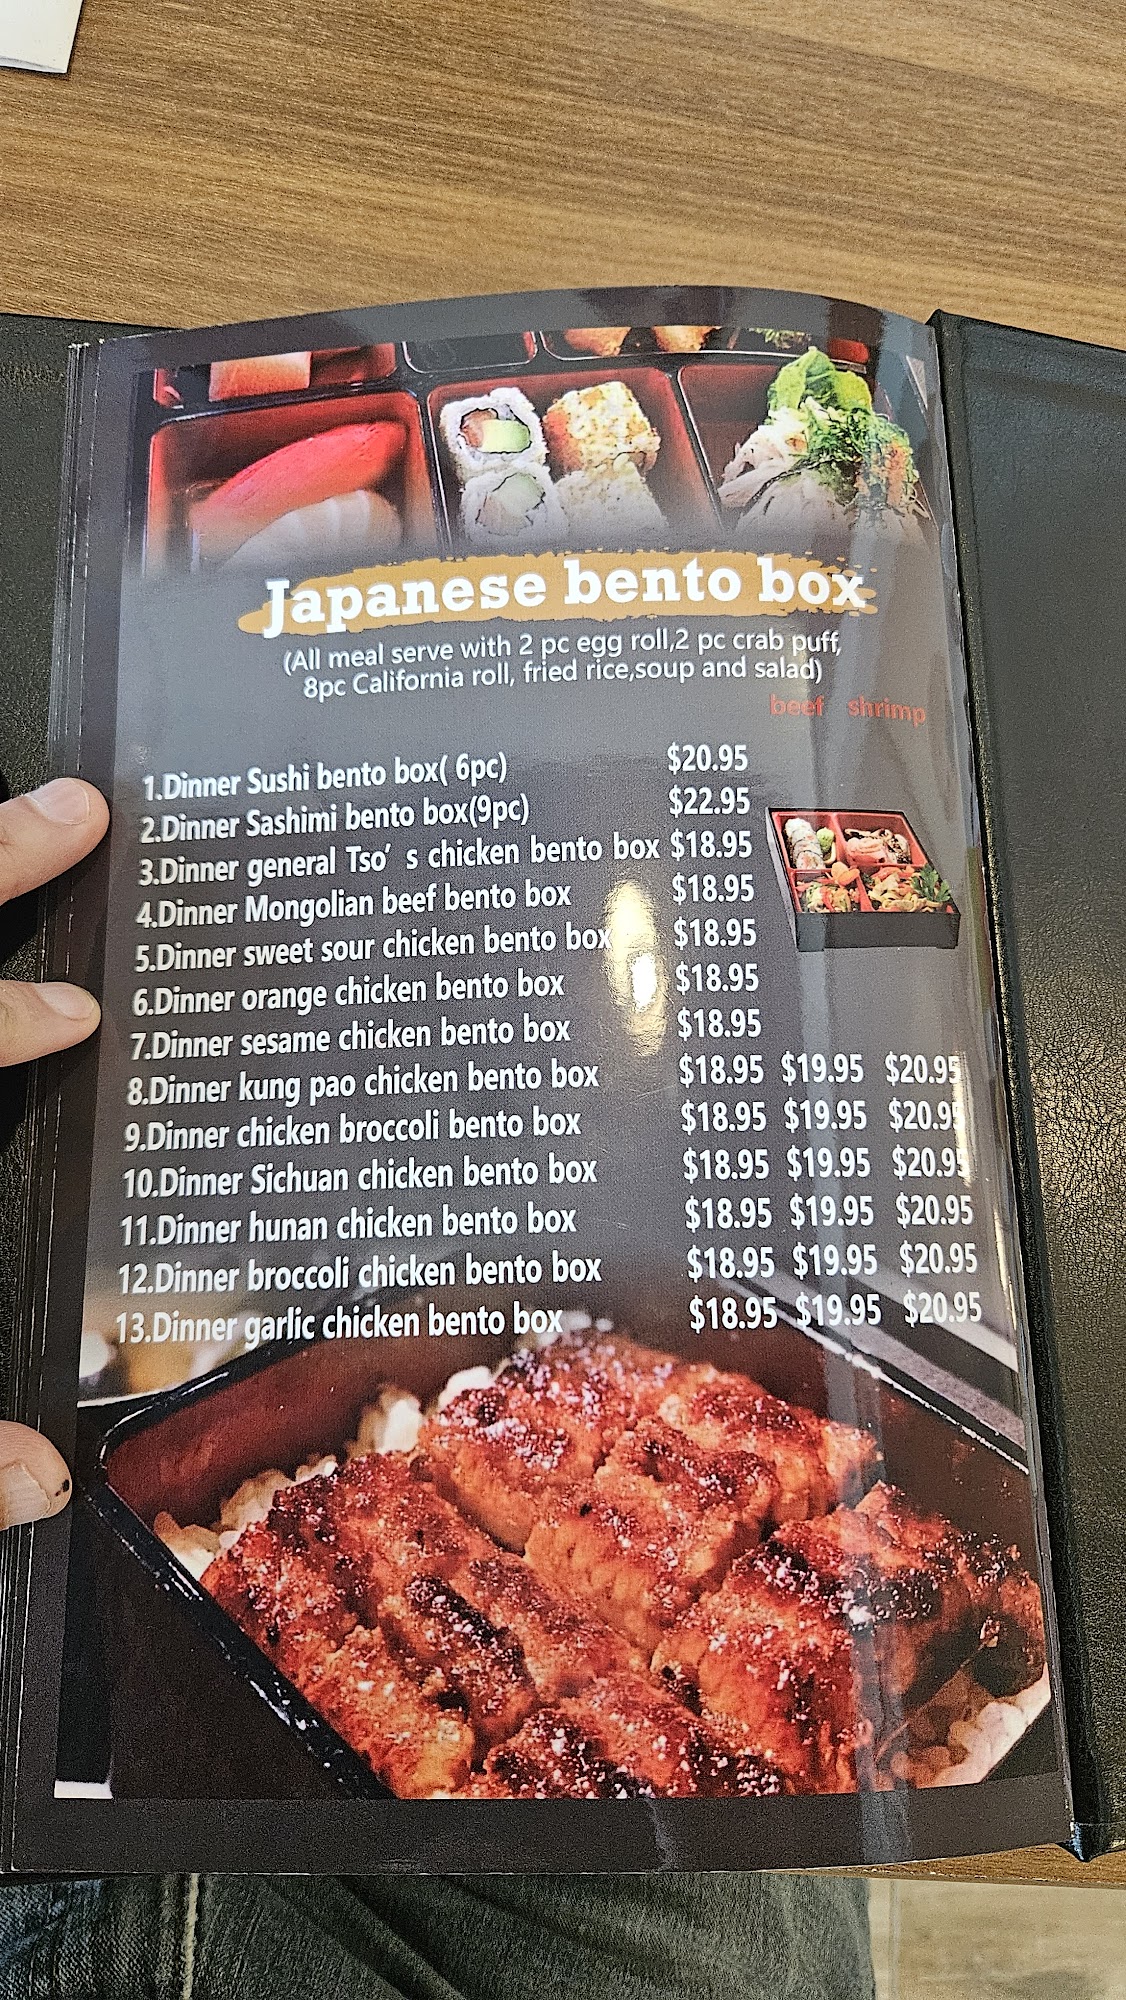 Japanese bento box
(All meal serve with 2 pc egg roll,2 pc crab puff,
8pc California roll, fried rice,soup and salad)
beef shrimp
1.Dinner Sushi bento box( 6pc) $20.95
2.Dinner Sashimi bento box(9pc) $22.95
3.Dinner general Tso's chicken bento box $18.95
4.Dinner Mongolian beef bento box $18.95
5.Dinner sweet sour chicken bento box $18.95
6.Dinner orange chicken bento box $18.95
7.Dinner sesame chicken bento box $18.95
8.Dinner kung pao chicken bento box $18.95 $19.95 $20.95
9.Dinner chicken broccoli bento box $18.95 $19.95 $20.95
10.Dinner Sichuan chicken bento box $18.95 $19.95 $20.95
11.Dinner hunan chicken bento box $18.95 $19.95 $20.95
12.Dinner broccoli chicken bento box $18.95 $19.95 $20.95
13.Dinner garlic chicken bento box $18.95 $19.95 $20.95